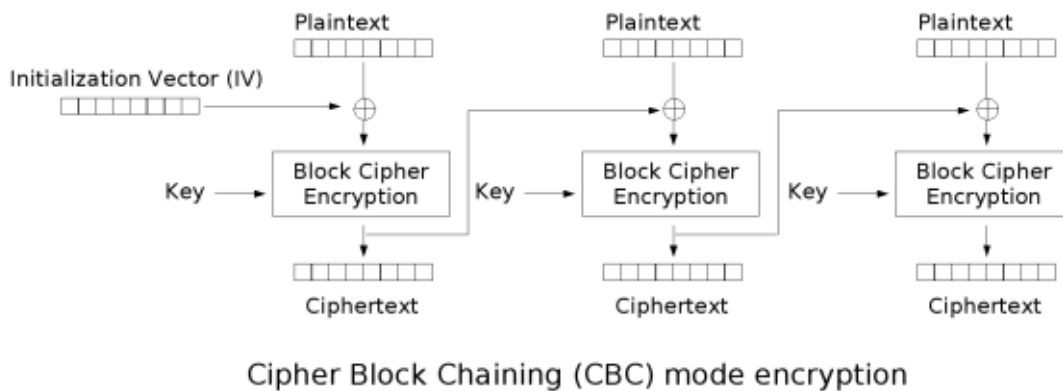 Plaintext Plaintext Plaintext
Initialization Vector (IV)
Block Cipher Encryption
Key
Block Cipher Encryption
Key
Block Cipher Encryption
Key
Ciphertext Ciphertext Ciphertext
Cipher Block Chaining (CBC) mode encryption